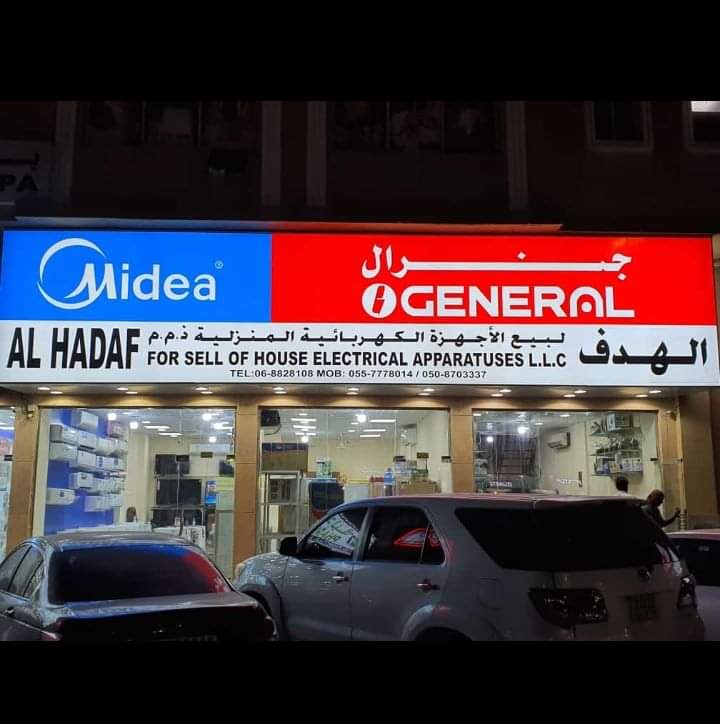 Midea
جنرال
GENERAL
AL HADAF
لبيع الأجهزة الكهربائية المنزلية ذ.م.م
FOR SELL OF HOUSE ELECTRICAL APPARATUSES L.L.C
الهدف
TEL:06-8828108 MOB: 055-7778014 / 050-8703337
PA